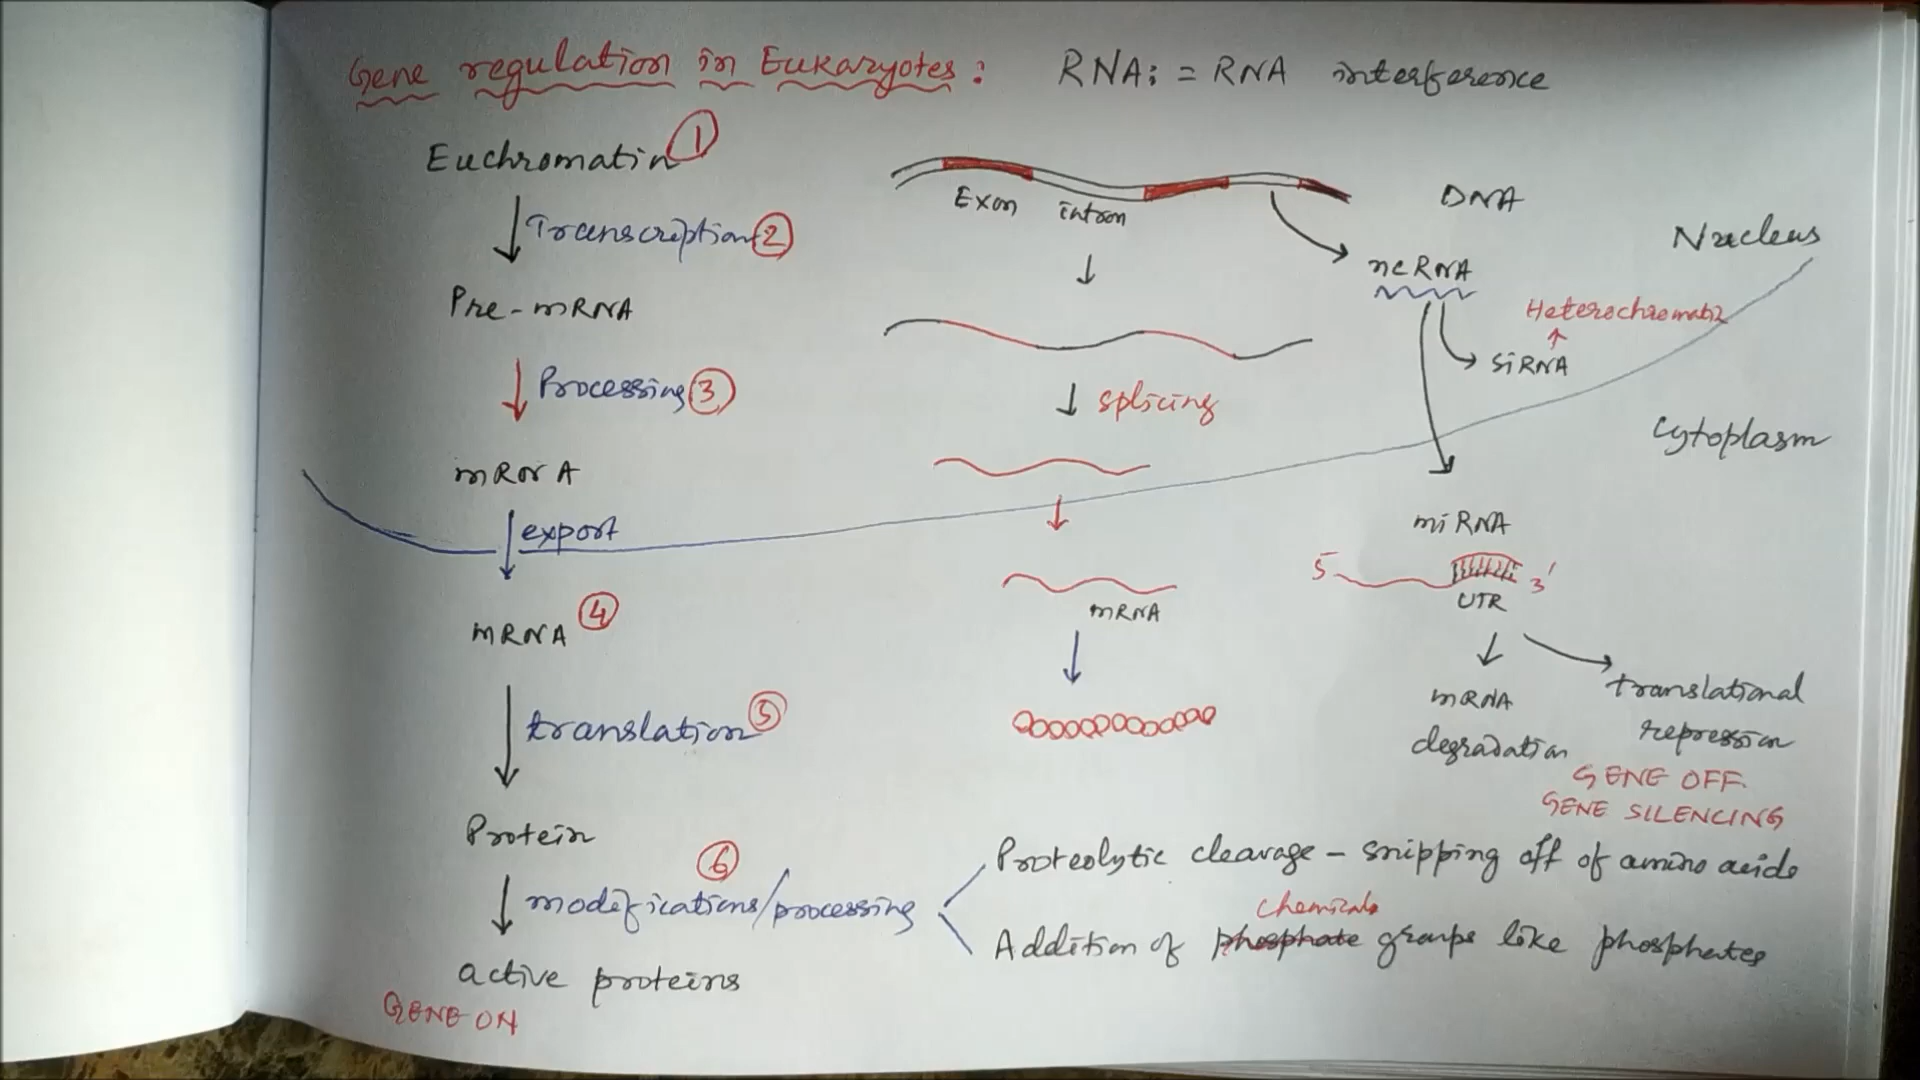 Gene regulation in Eukaryotes: RNAi = RNA interference
Euchromatin 1
Transcription 2
Pre-mRNA
Processing 3
mRNA
export
mRNA 4
translation 5
Protein
6
modifications/processing
active proteins
GENE ON
Exon intron
DNA
Nucleus
ncRNA
Heterochromati
siRNA
splicing
Cytoplasm
miRNA
5 3'
UTR
mRNA
mRNA
degradation
translational
repression
GENE OFF.
GENE SILENCING
Proteolytic cleavage - snipping off of amino acids
chemicals
Addition of phosphate groups like phosphates